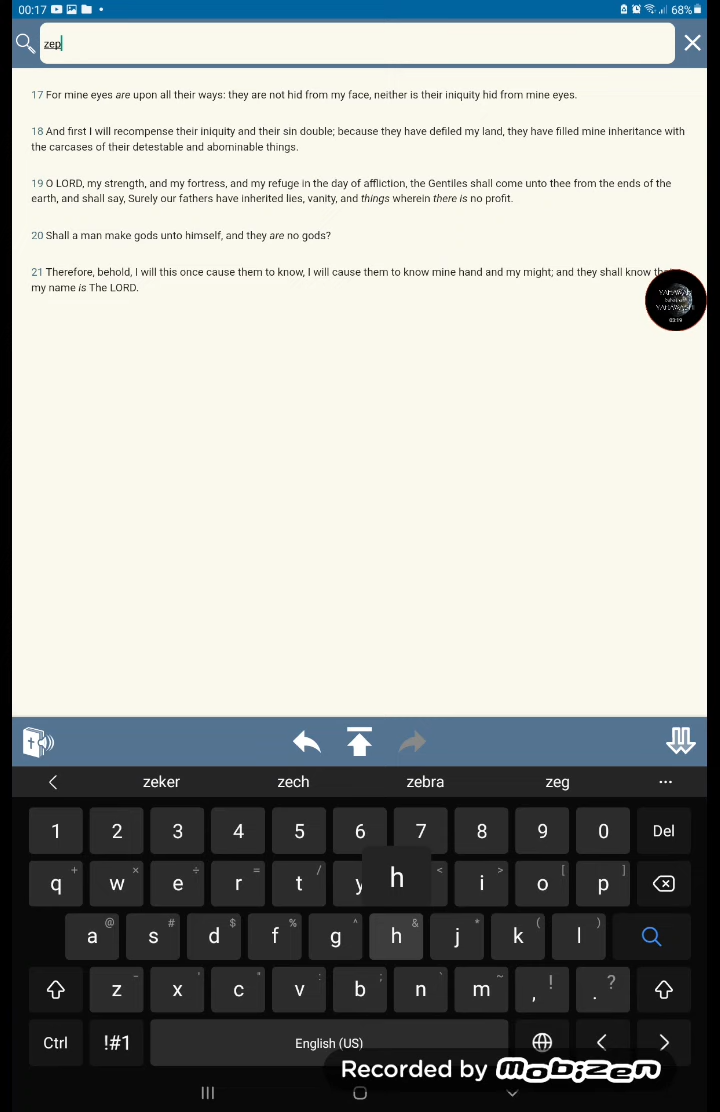 00:17 68%
zep
17 For mine eyes are upon all their ways: they are not hid from my face, neither is their iniquity hid from mine eyes.
18 And first I will recompense their iniquity and their sin double; because they have defiled my land, they have filled mine inheritance with
the carcases of their detestable and abominable things.
19 O LORD, my strength, and my fortress, and my refuge in the day of affliction, the Gentiles shall come unto thee from the ends of the
earth, and shall say, Surely our fathers have inherited lies, vanity, and things wherein there is no profit.
20 Shall a man make gods unto himself, and they are no gods?
21 Therefore, behold, I will this once cause them to know, I will cause them to know mine hand and my might; and they shall know
my name is The LORD.
YAHAWAH
YAHAWASHI
03:19
zeker zech zebra zeg ...
1 2 3 4 5 6 7 8 9 0 Del
+ × ÷ = / < > [ ]
q w e r t y h i o p
@ # $ % ^ & * ( )
a s d f g h j k l
- ' " : ; ~ ! ?
z x c v b n m , .
Ctrl !#1 English (US) < >
Recorded by mobizen